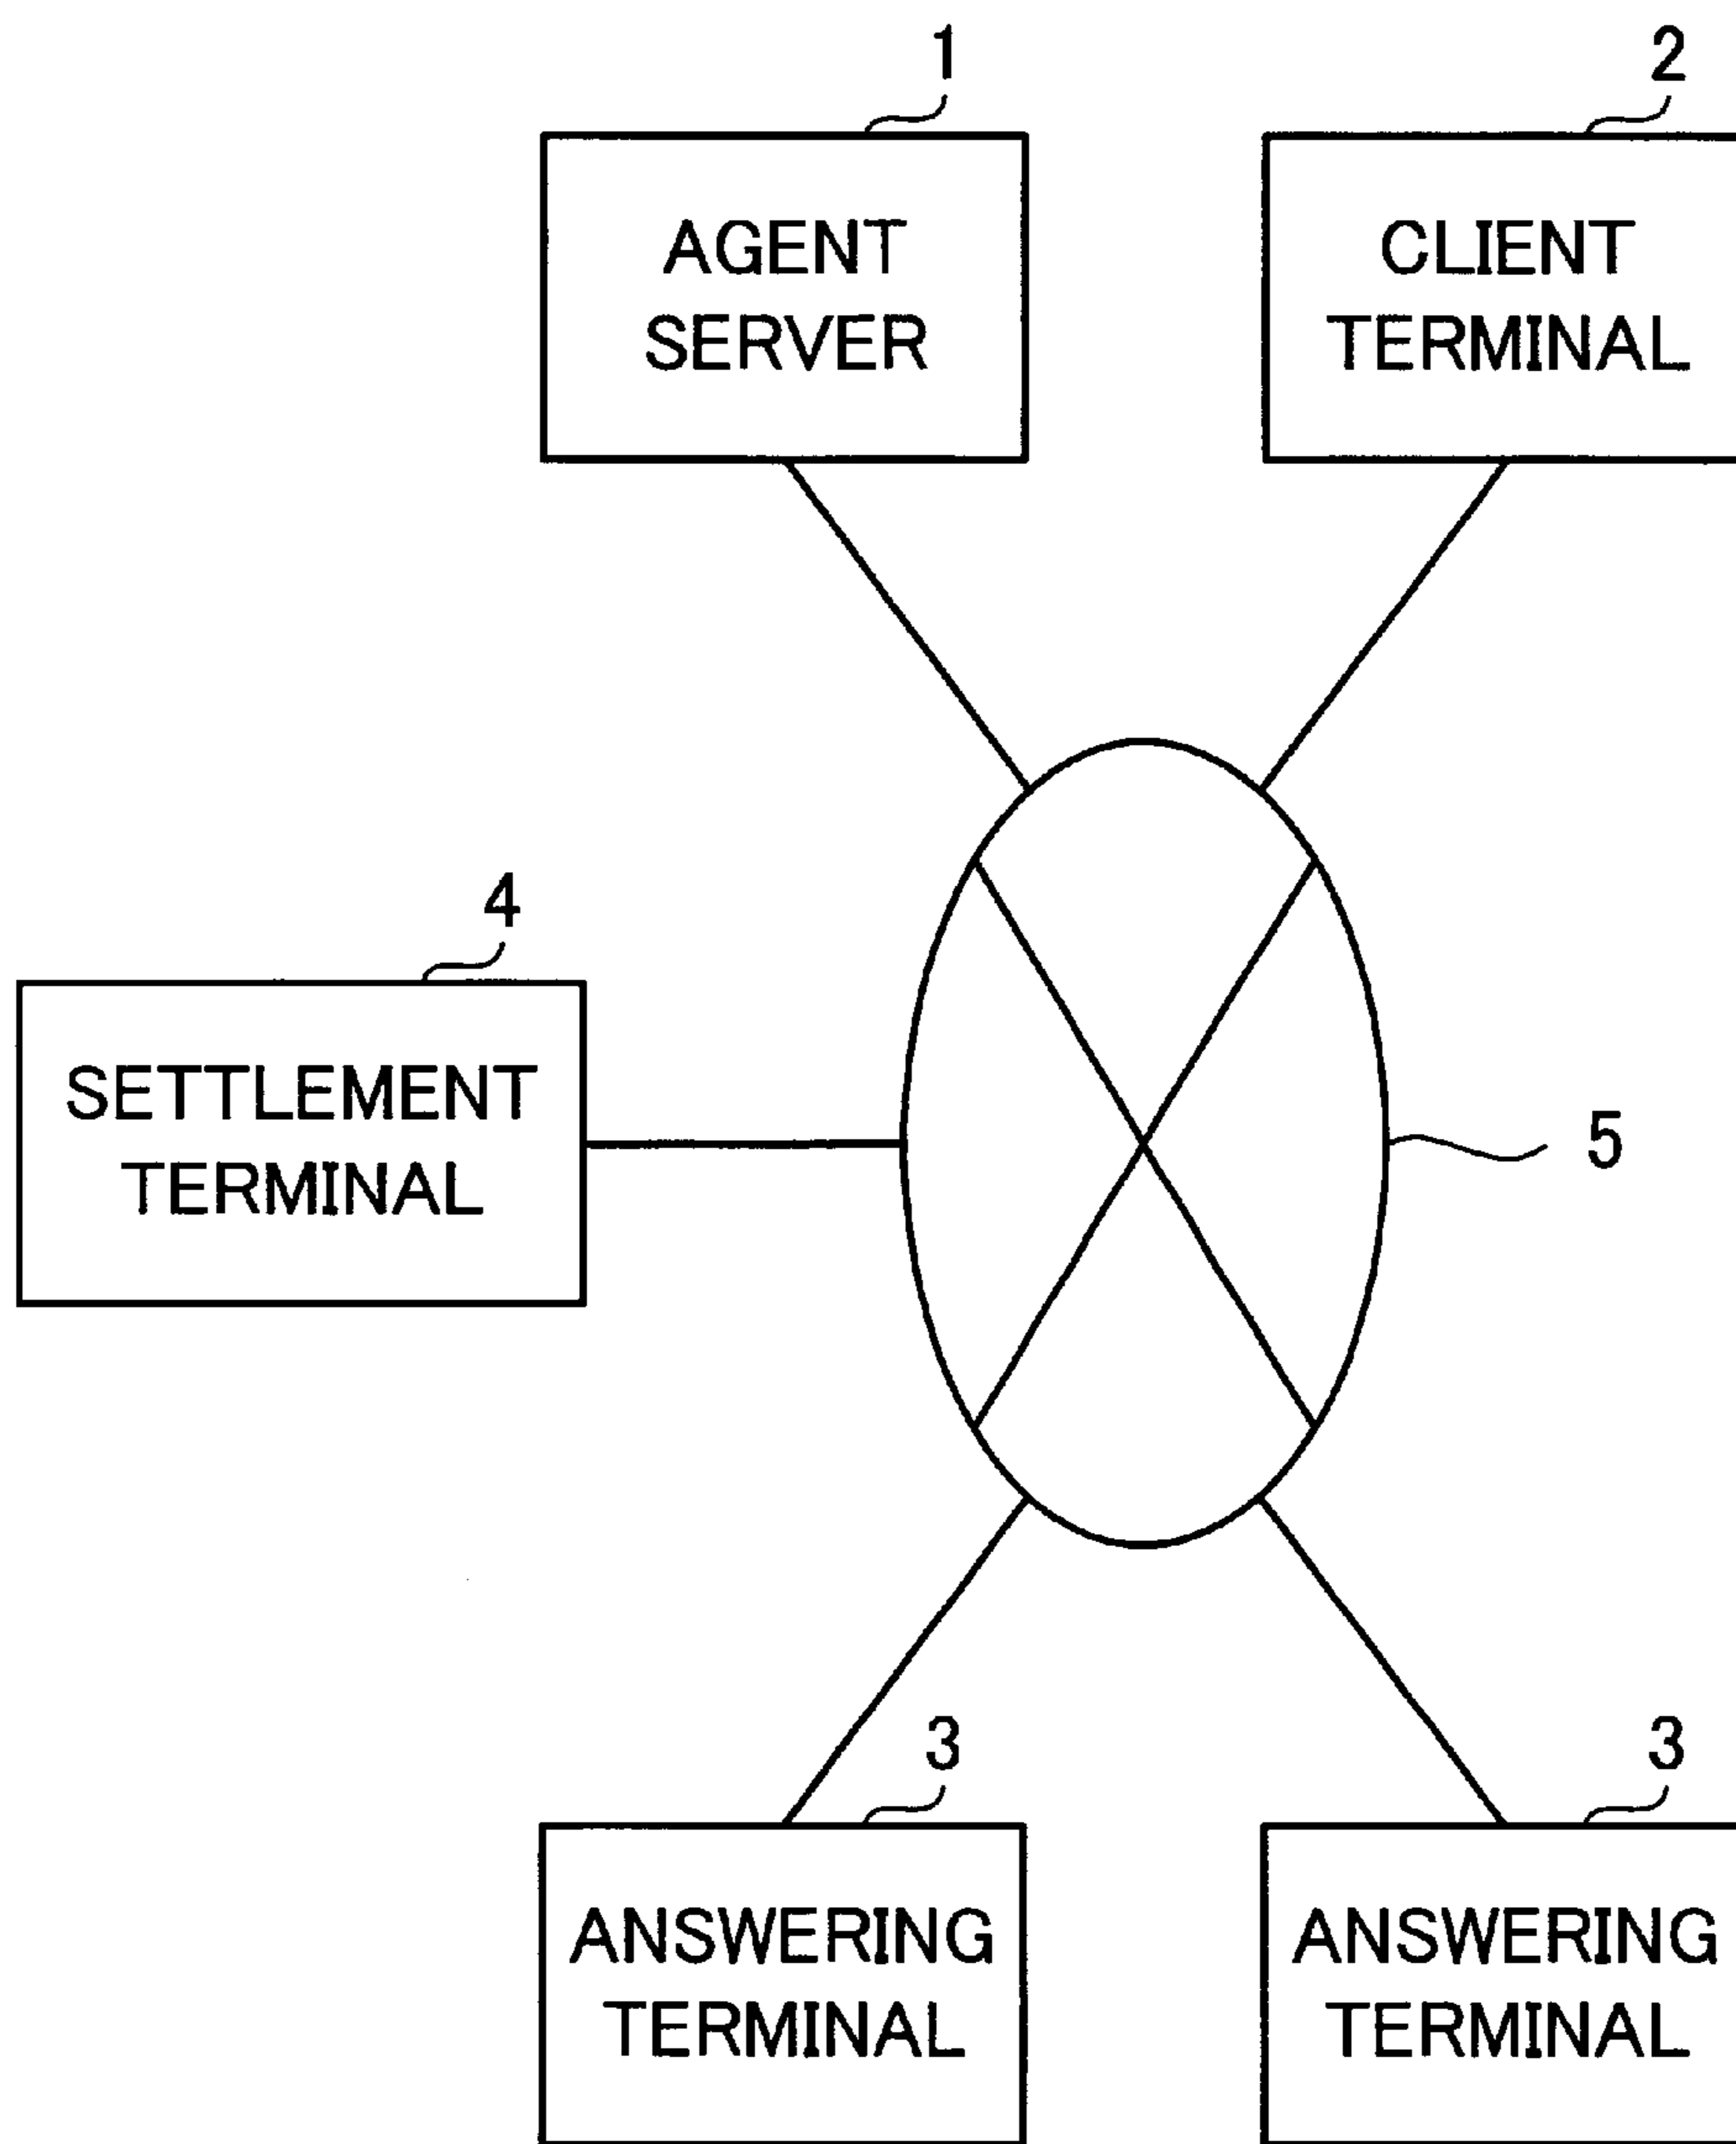 1
2
AGENT
SERVER
CLIENT
TERMINAL
4
SETTLEMENT
TERMINAL
5
3
3
ANSWERING
TERMINAL
ANSWERING
TERMINAL